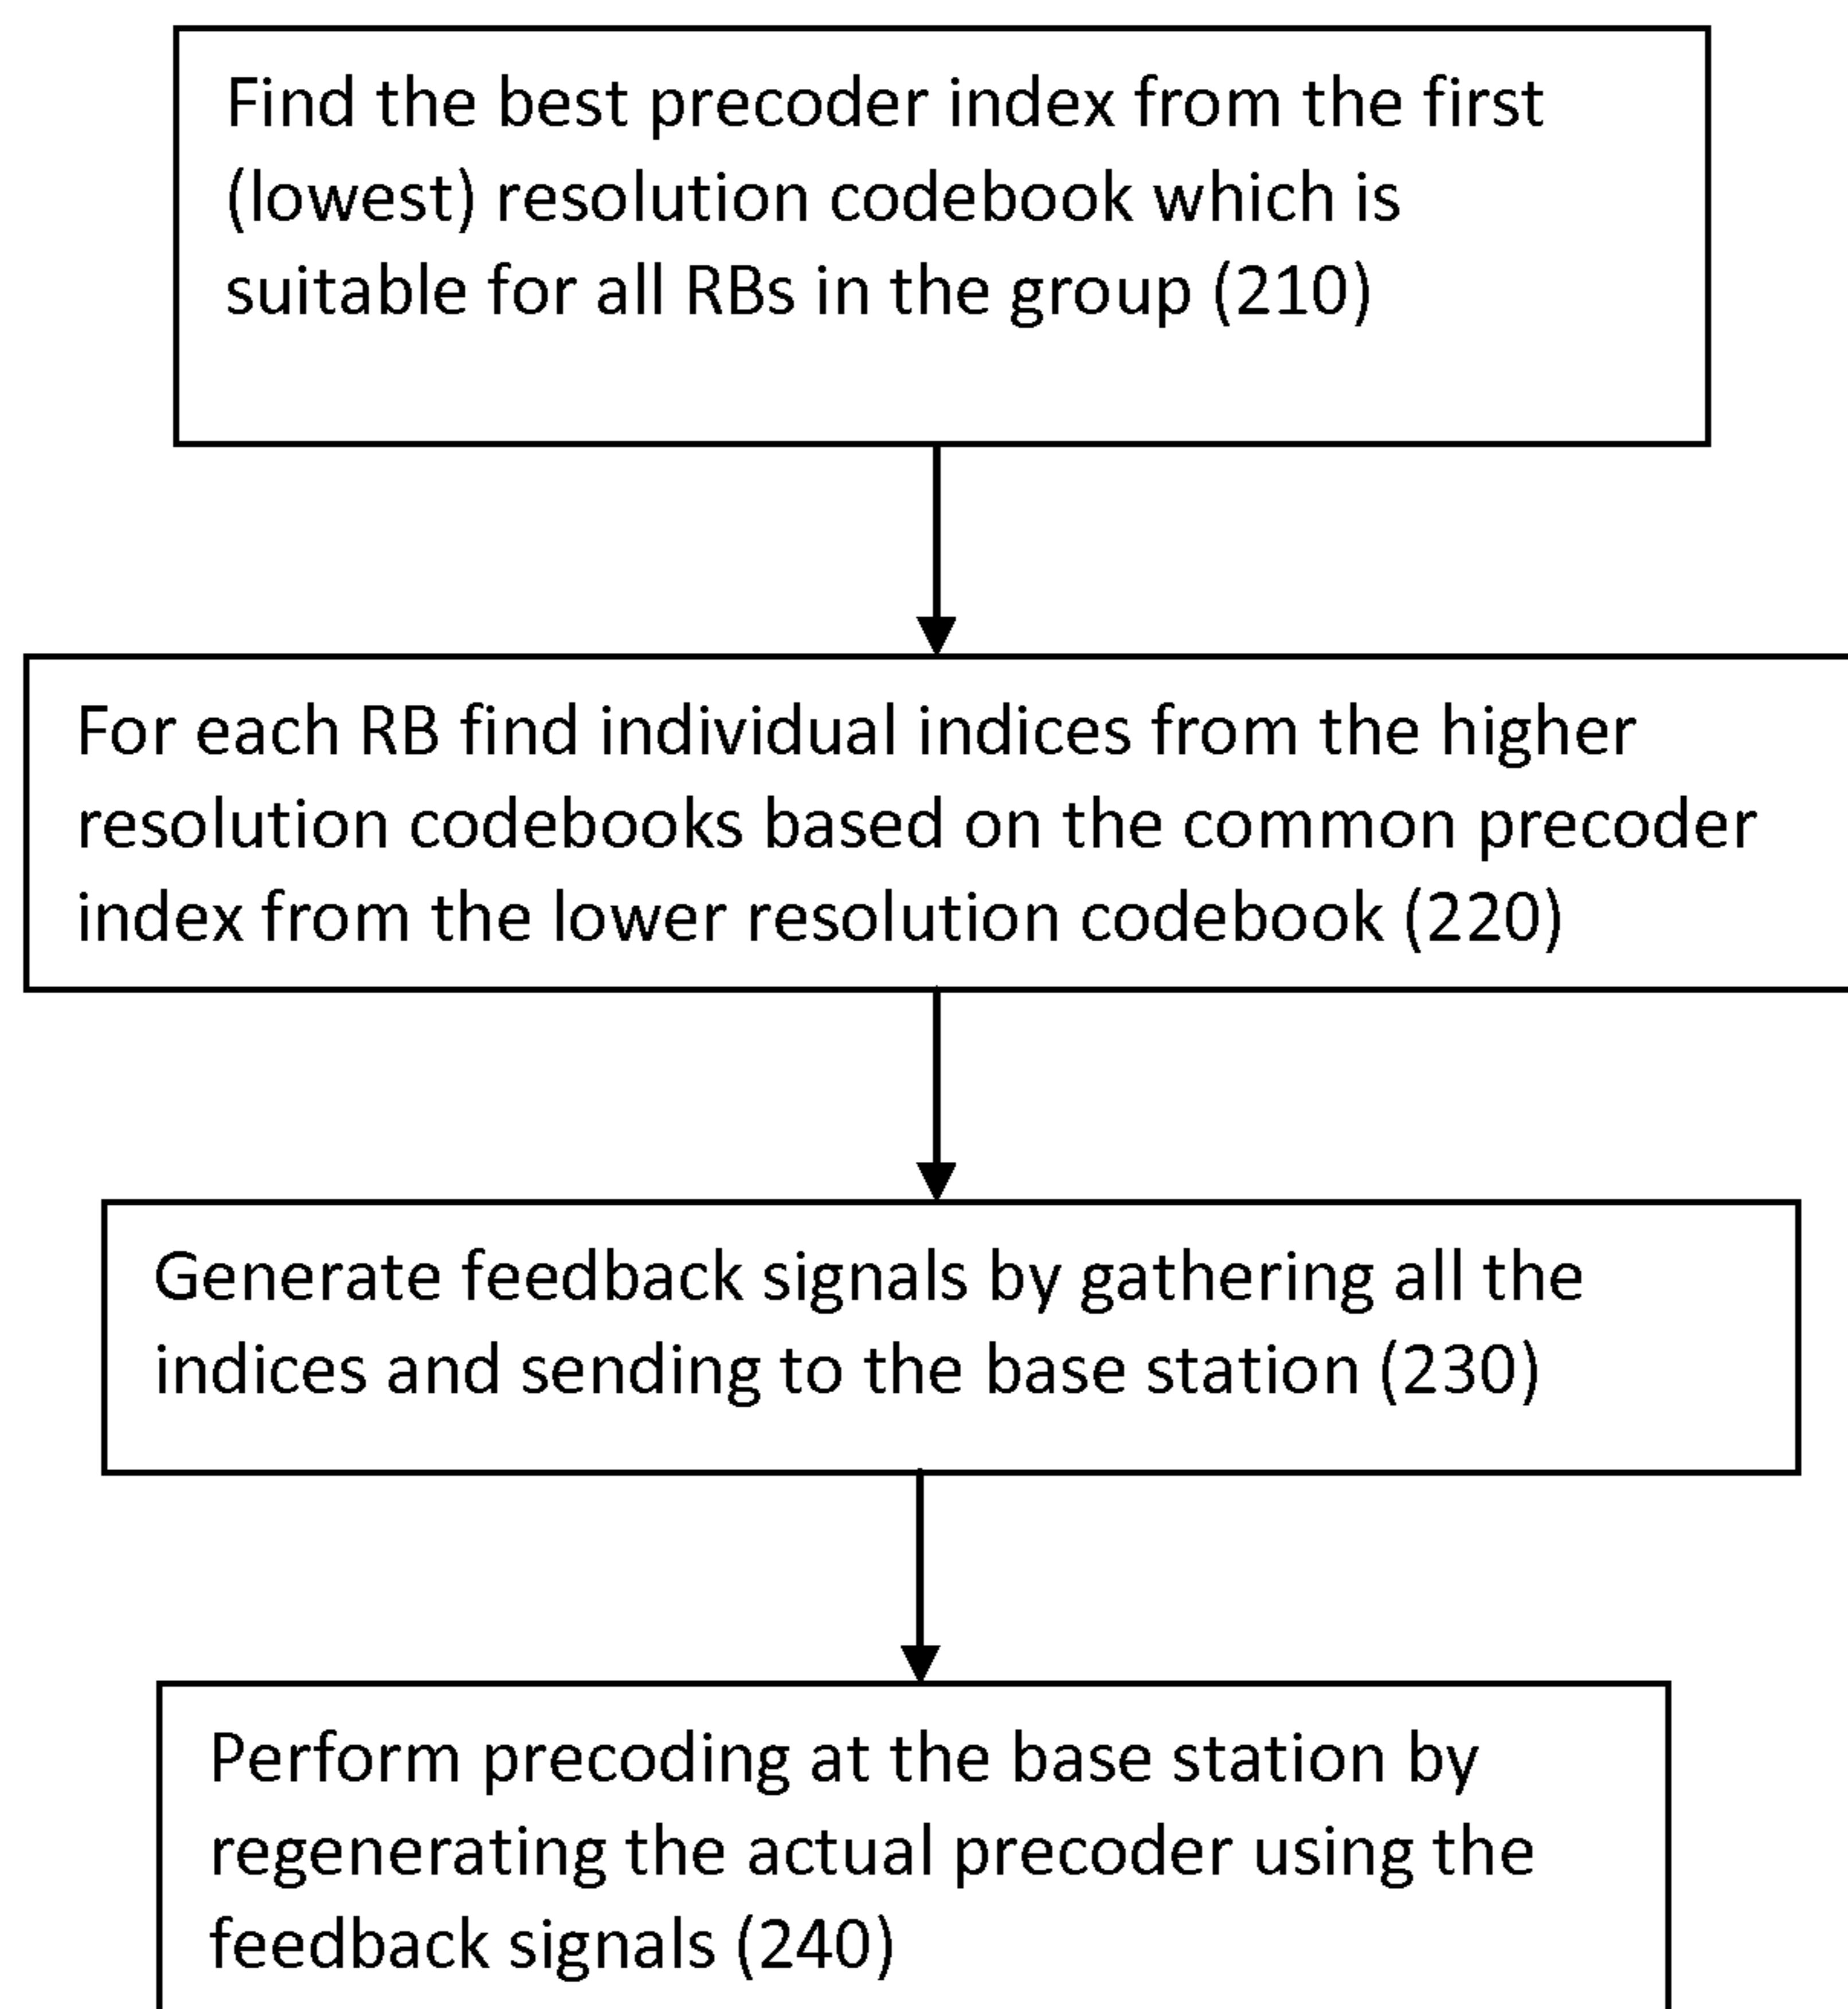 Find the best precoder index from the first
(lowest) resolution codebook which is
suitable for all RBs in the group (210)
For each RB find individual indices from the higher
resolution codebooks based on the common precoder
index from the lower resolution codebook (220)
Generate feedback signals by gathering all the
indices and sending to the base station (230)
Perform precoding at the base station by
regenerating the actual precoder using the
feedback signals (240)